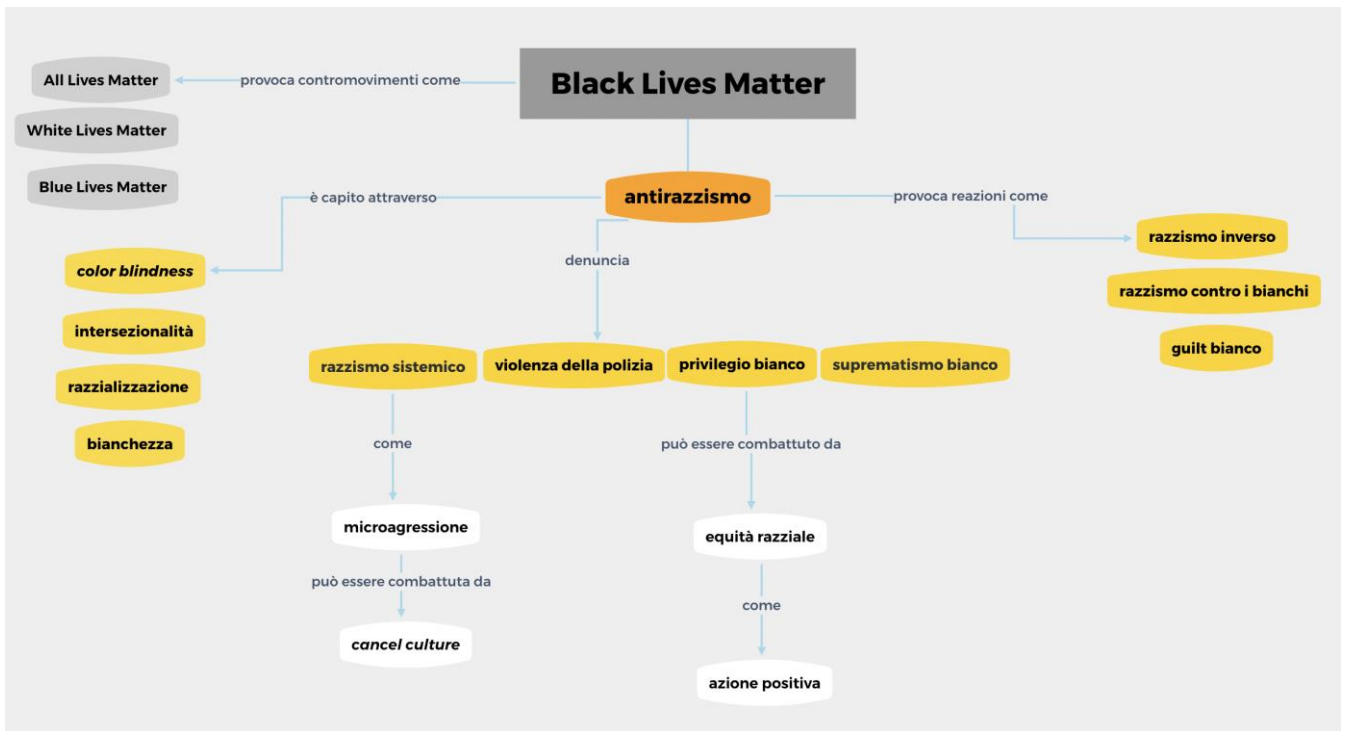 Black Lives Matter
provoca contromovimenti come
All Lives Matter
White Lives Matter
Blue Lives Matter
antirazzismo
è capito attraverso
color blindness
intersezionalità
razzializzazione
bianchezza
denuncia
razzismo sistemico
violenza della polizia
privilegio bianco
suprematismo bianco
provoca reazioni come
razzismo inverso
razzismo contro i bianchi
guilt bianco
come
microagressione
può essere combattuta da
cancel culture
può essere combattuto da
equità razziale
come
azione positiva